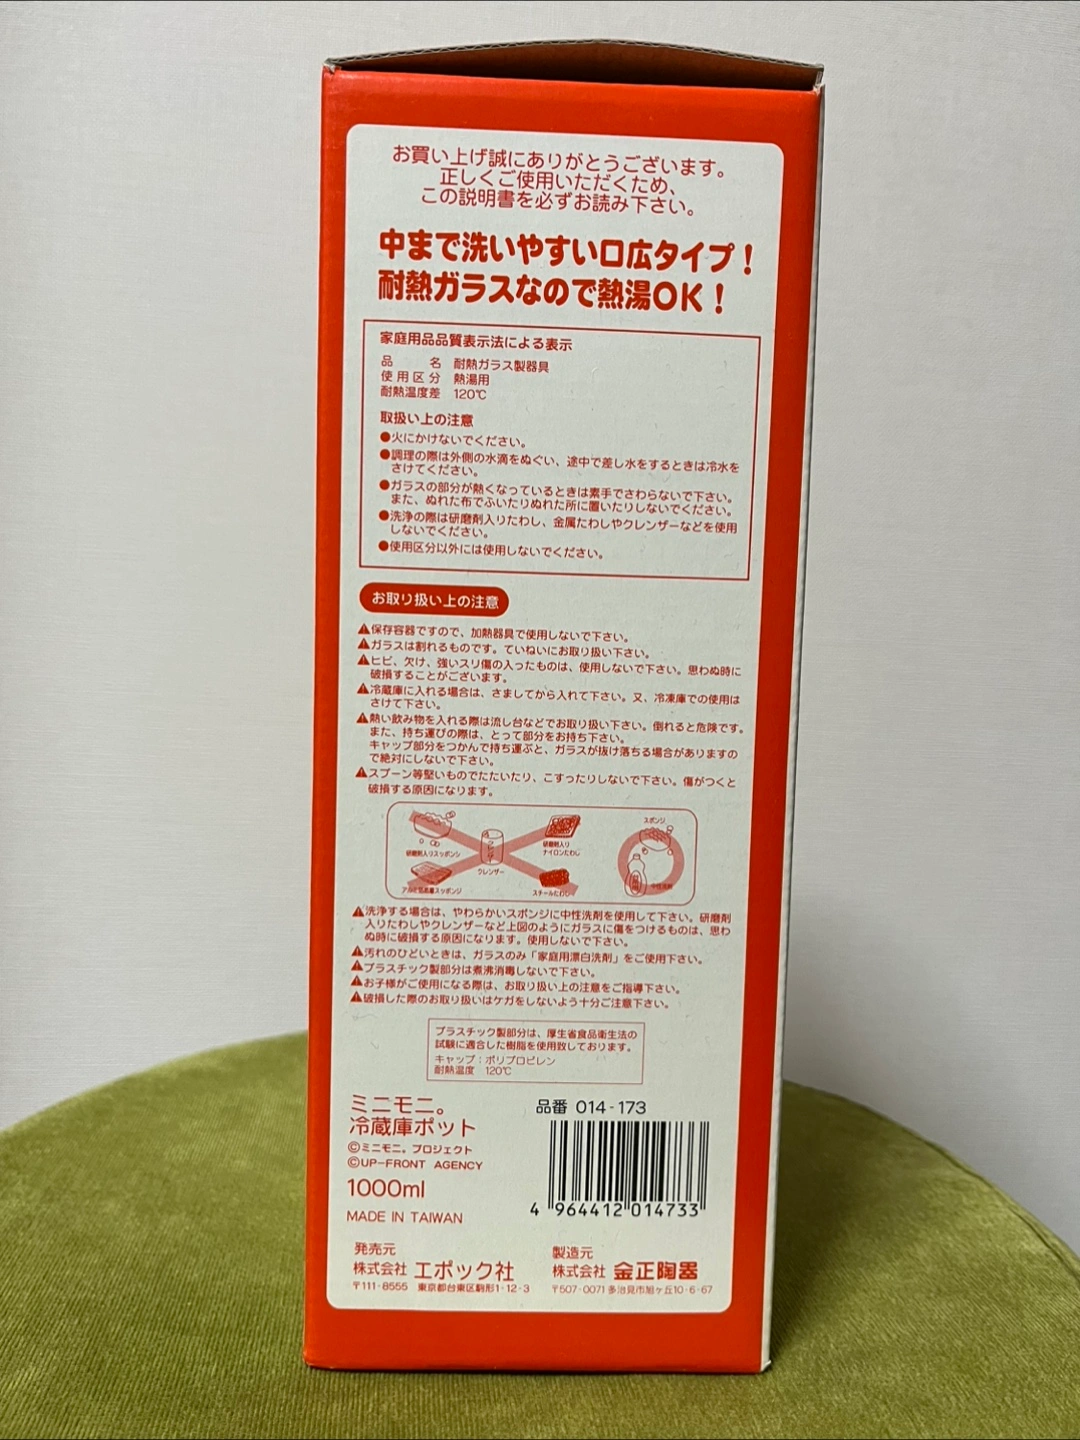 お買い上げ誠にありがとうございます。
正しくご使用いただくため、
この説明書を必ずお読み下さい。
中まで洗いやすい口広タイプ！
耐熱ガラスなので熱湯OK！
家庭用品品質表示法による表示
品 名 耐熱ガラス製器具
使用区分 熱湯用
耐熱温度差 120℃
取扱い上の注意
●火にかけないでください。
●調理の際は外側の水滴をぬぐい、途中で差し水をするときは冷水を
さけてください。
●ガラスの部分が熱くなっているときは素手でさわらないで下さい。
また、ぬれた布でふいたりぬれた所に置いたりしないでください。
●洗浄の際は研磨剤入りたわし、金属たわしやクレンザーなどを使用
しないでください。
●使用区分以外には使用しないでください。
お取り扱い上の注意
⚠保存容器ですので、加熱器具で使用しないで下さい。
⚠ガラスは割れるものです。ていねいにお取り扱い下さい。
⚠ヒビ、欠け、強いスリ傷の入ったものは、使用しないで下さい。思わぬ時に
破損することがございます。
⚠冷蔵庫に入れる場合は、さましてから入れて下さい。又、冷凍庫での使用は
さけて下さい。
⚠熱い飲み物を入れる際は流し台などでお取り扱い下さい。倒れると危険です。
また、持ち運びの際は、とって部分をお持ち下さい。
キャップ部分をつかんで持ち運ぶと、ガラスが抜け落ちる場合がありますの
で絶対にしないで下さい。
⚠スプーン等堅いものでたたいたり、こすったりしないで下さい。傷がつくと
破損する原因になります。
研磨剤入りスッポンジ
クレンザー
研磨剤入り
ナイロンたわし
スチールたわし
スポンジ
⚠洗浄する場合は、やわらかいスポンジに中性洗剤を使用して下さい。研磨剤
入りたわしやクレンザーなど上図のようにガラスに傷をつけるものは、思わ
ぬ時に破損する原因になります。使用しないで下さい。
⚠汚れのひどいときは、ガラスのみ「家庭用漂白洗剤」をご使用下さい。
⚠プラスチック製部分は煮沸消毒しないで下さい。
⚠お子様がご使用になる際は、お取り扱い上の注意をご指導下さい。
⚠破損した際のお取り扱いはケガをしないよう十分ご注意下さい。
プラスチック製部分は、厚生省食品衛生法の
試験に適合した樹脂を使用致しております。
キャップ：ポリプロピレン
耐熱温度 120℃
ミニモニ。
冷蔵庫ポット
©ミニモニ。プロジェクト
©UP-FRONT AGENCY
1000ml
MADE IN TAIWAN
品番 014-173
4 964412 014733
発売元
株式会社 エポック社
〒111-8555 東京都台東区駒形1-12-3
製造元
株式会社 金正陶器
〒507-0071 多治見市旭ヶ丘10-6-67